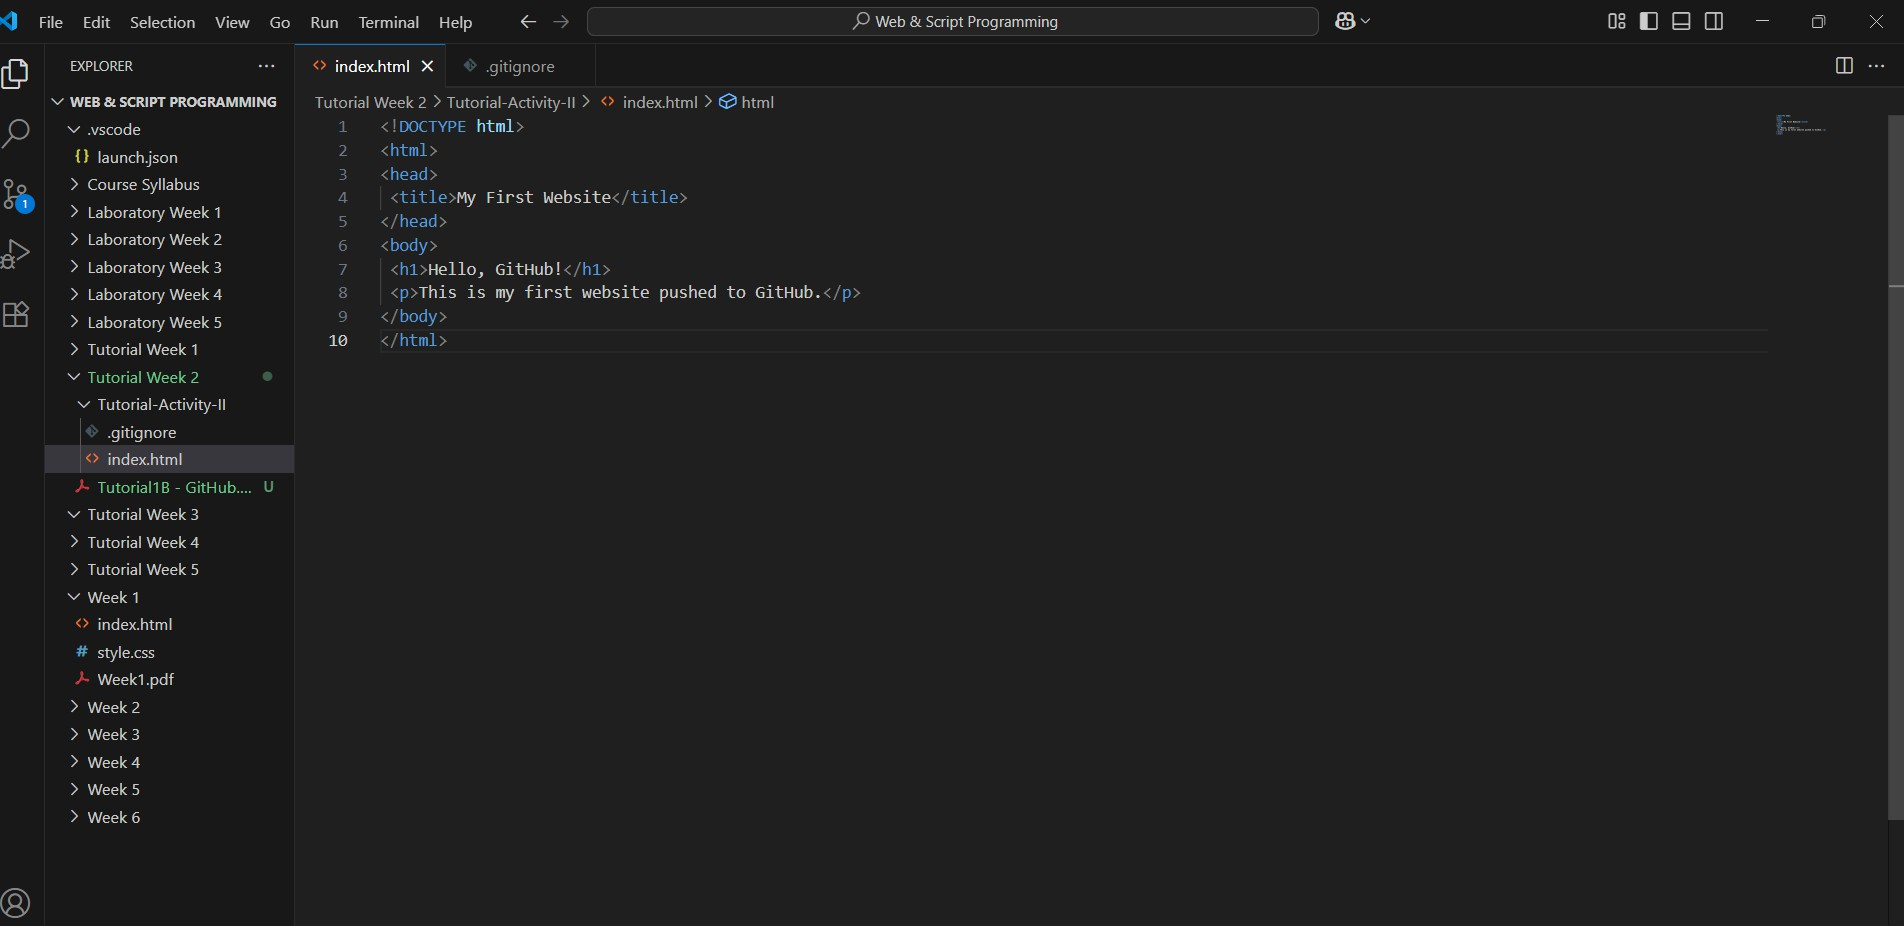 File Edit Selection View Go Run Terminal Help
Web & Script Programming
EXPLORER
WEB & SCRIPT PROGRAMMING
.vscode
{} launch.json
Course Syllabus
Laboratory Week 1
Laboratory Week 2
Laboratory Week 3
Laboratory Week 4
Laboratory Week 5
Tutorial Week 1
Tutorial Week 2
Tutorial-Activity-II
.gitignore
<> index.html
Tutorial1B - GitHub.... U
Tutorial Week 3
Tutorial Week 4
Tutorial Week 5
Week 1
<> index.html
# style.css
Week1.pdf
Week 2
Week 3
Week 4
Week 5
Week 6
1
<> index.html .gitignore
Tutorial Week 2 > Tutorial-Activity-II > <> index.html > html
1 <!DOCTYPE html>
2 <html>
3 <head>
4 <title>My First Website</title>
5 </head>
6 <body>
7 <h1>Hello, GitHub!</h1>
8 <p>This is my first website pushed to GitHub.</p>
9 </body>
10 </html>